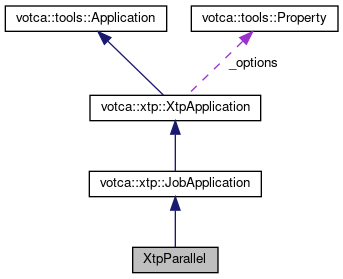 votca::tools::Application
votca::tools::Property
_options
votca::xtp::XtpApplication
votca::xtp::JobApplication
XtpParallel